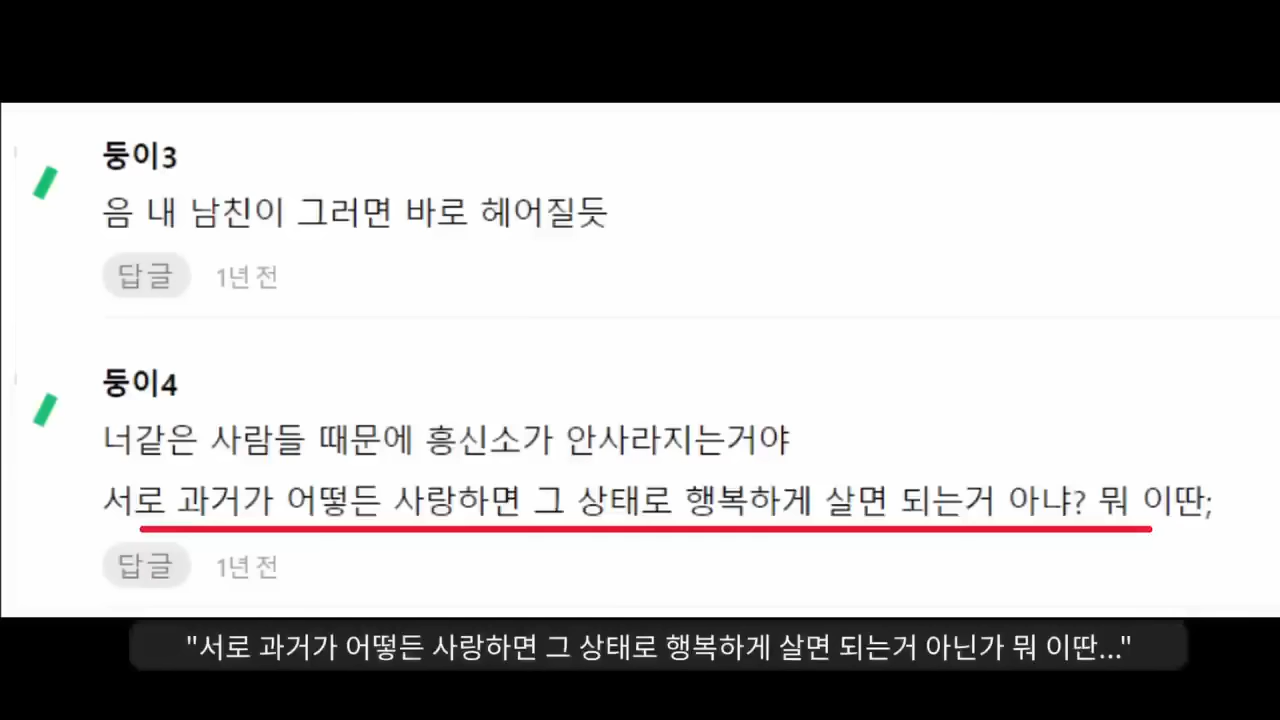 둥이3
음 내 남친이 그러면 바로 헤어질듯
답글 1년 전
둥이4
너같은 사람들 때문에 흥신소가 안사라지는거야
서로 과거가 어떻든 사랑하면 그 상태로 행복하게 살면 되는거 아냐? 뭐 이딴;
답글 1년 전
"서로 과거가 어떻든 사랑하면 그 상태로 행복하게 살면 되는거 아닌가 뭐 이딴..."